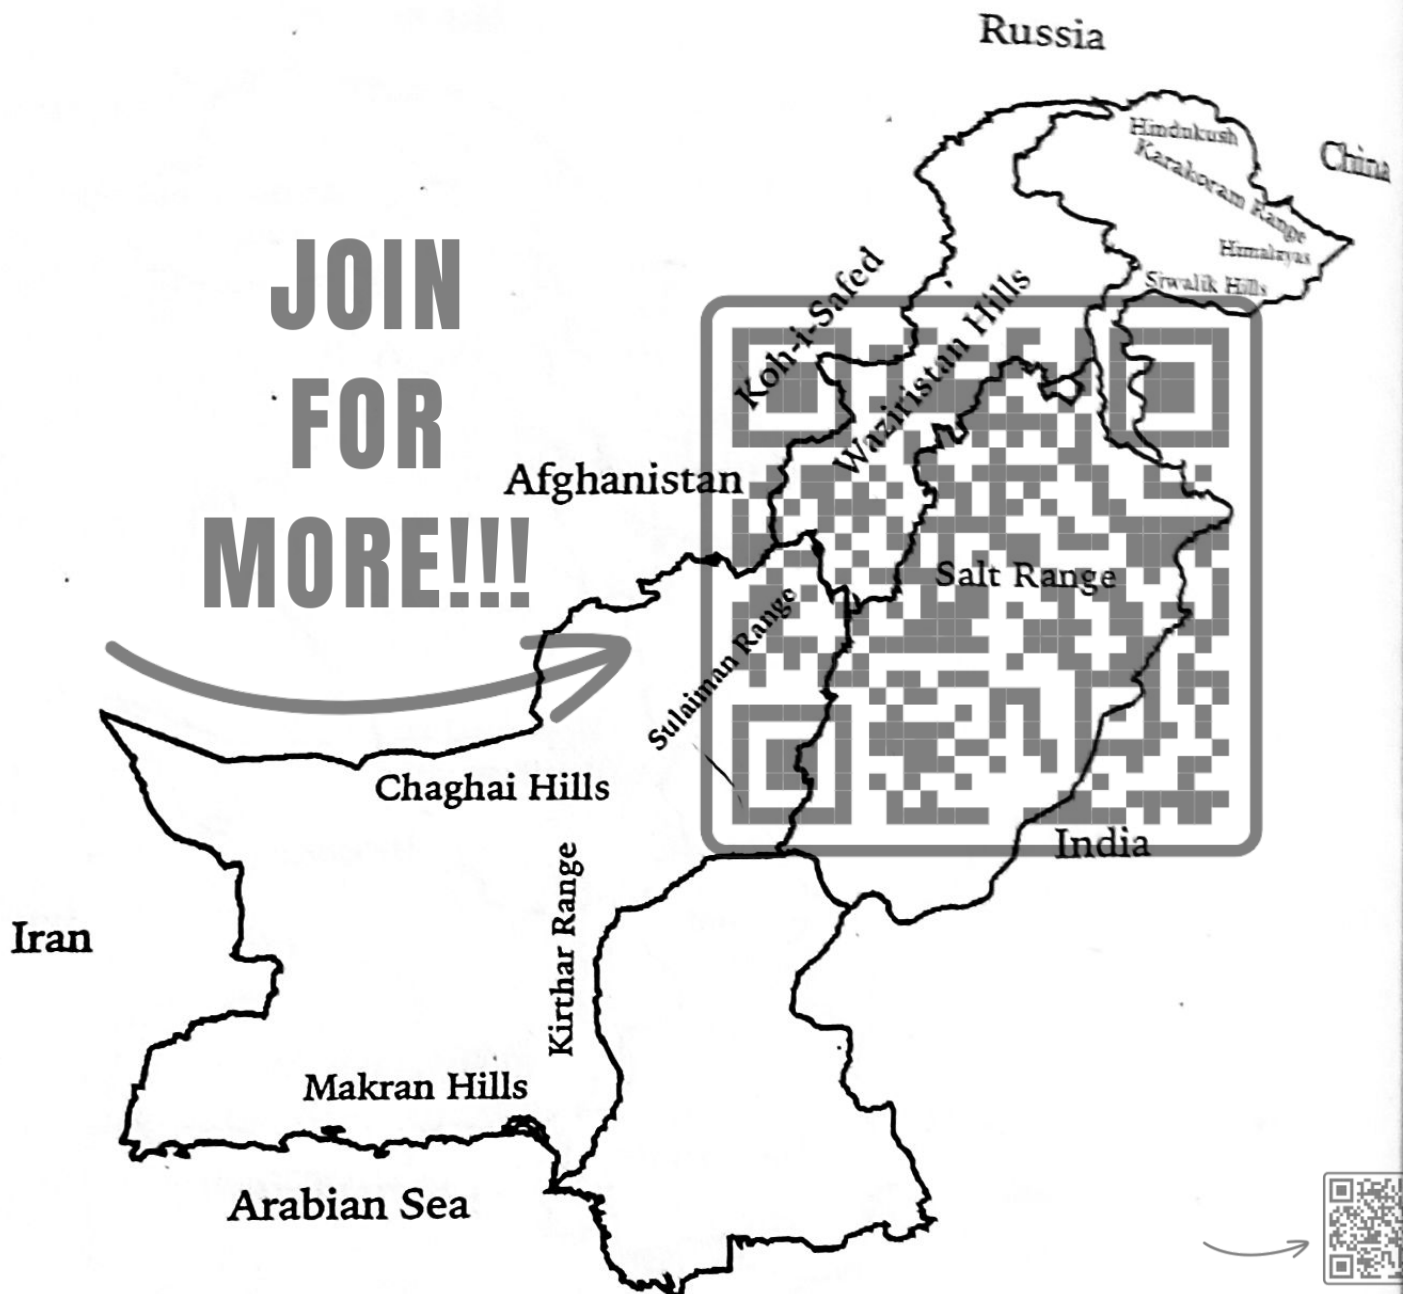 Russia
Hindukush
China
Karakoram Range
Himalayas
Siwalik Hills
JOIN
FOR
MORE!!!
Koh-i-Safed
Waziristan Hills
Afghanistan
Salt Range
Sulaiman Range
Chaghai Hills
India
Kirthar Range
Iran
Makran Hills
Arabian Sea